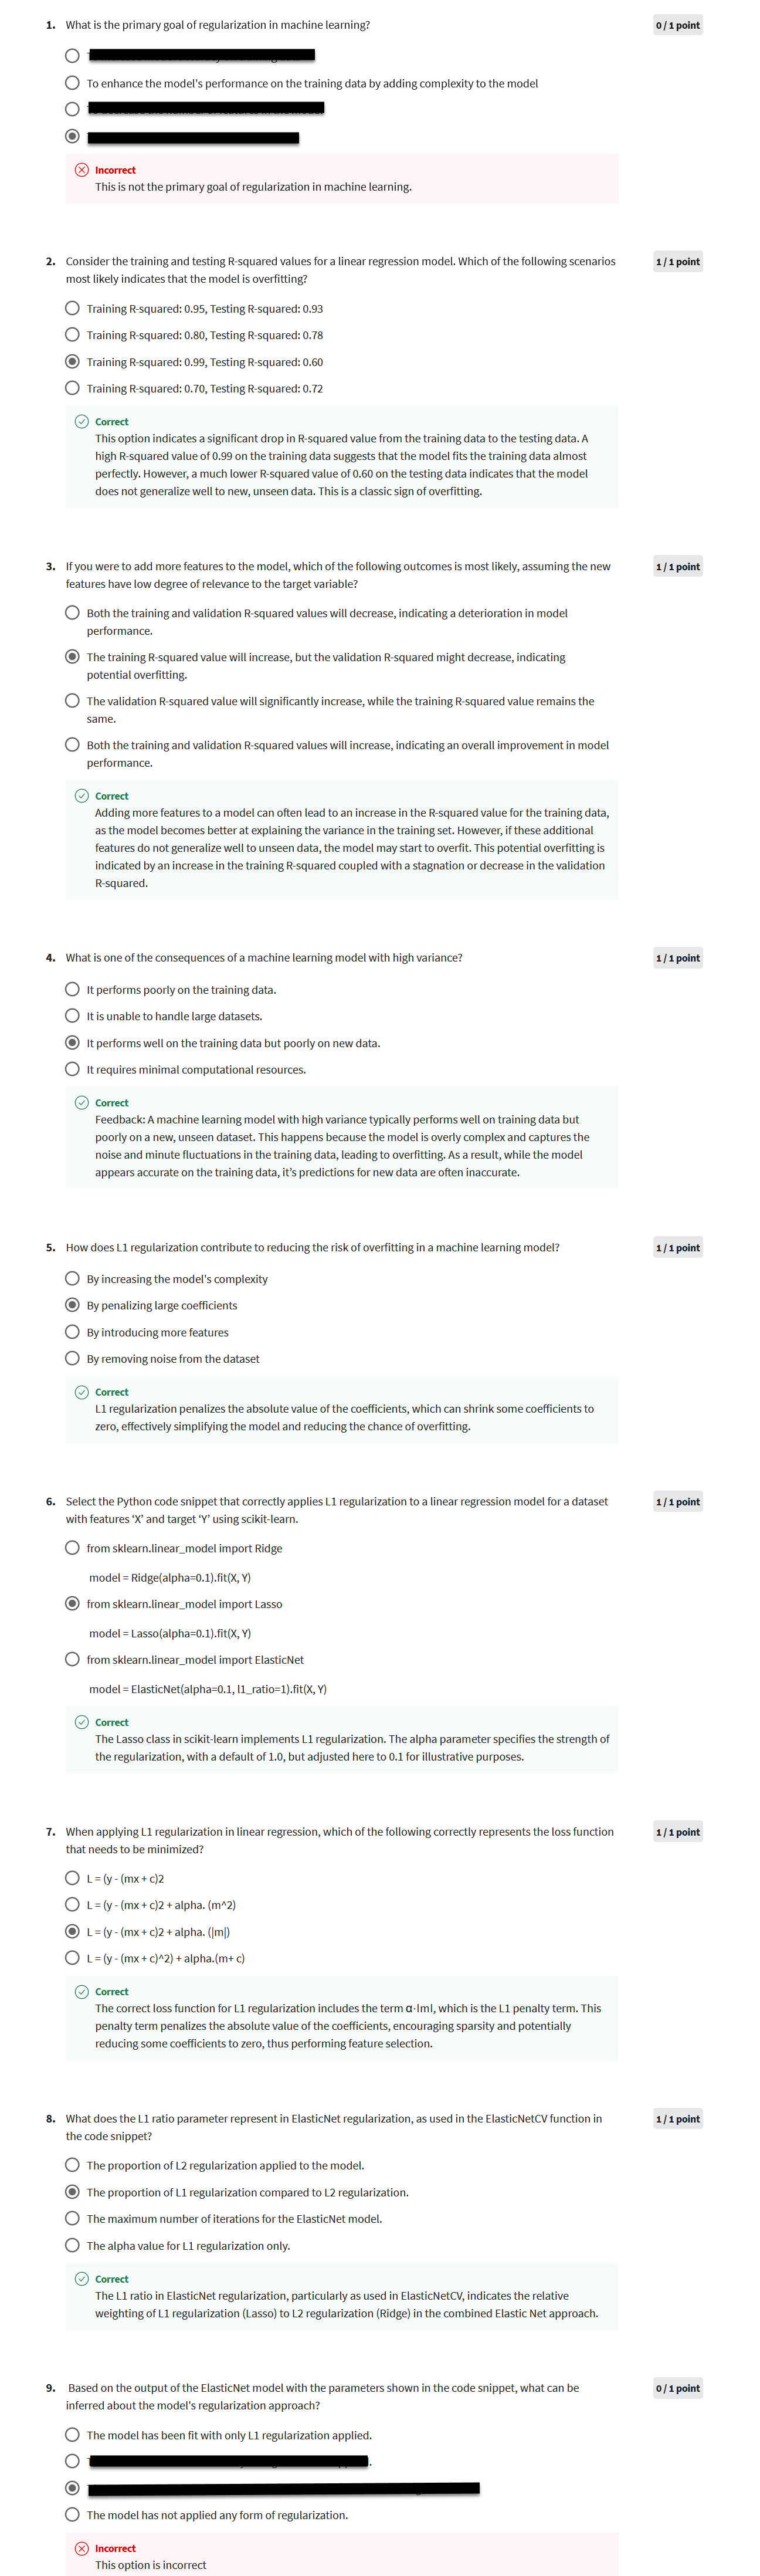 1. What is the primary goal of regularization in machine learning?
0 / 1 point
To enhance the model's performance on the training data by adding complexity to the model
Incorrect
This is not the primary goal of regularization in machine learning.
2. Consider the training and testing R-squared values for a linear regression model. Which of the following scenarios
most likely indicates that the model is overfitting?
1 / 1 point
Training R-squared: 0.95, Testing R-squared: 0.93
Training R-squared: 0.80, Testing R-squared: 0.78
Training R-squared: 0.99, Testing R-squared: 0.60
Training R-squared: 0.70, Testing R-squared: 0.72
Correct
This option indicates a significant drop in R-squared value from the training data to the testing data. A
high R-squared value of 0.99 on the training data suggests that the model fits the training data almost
perfectly. However, a much lower R-squared value of 0.60 on the testing data indicates that the model
does not generalize well to new, unseen data. This is a classic sign of overfitting.
3. If you were to add more features to the model, which of the following outcomes is most likely, assuming the new
features have low degree of relevance to the target variable?
1 / 1 point
Both the training and validation R-squared values will decrease, indicating a deterioration in model
performance.
The training R-squared value will increase, but the validation R-squared might decrease, indicating
potential overfitting.
The validation R-squared value will significantly increase, while the training R-squared value remains the
same.
Both the training and validation R-squared values will increase, indicating an overall improvement in model
performance.
Correct
Adding more features to a model can often lead to an increase in the R-squared value for the training data,
as the model becomes better at explaining the variance in the training set. However, if these additional
features do not generalize well to unseen data, the model may start to overfit. This potential overfitting is
indicated by an increase in the training R-squared coupled with a stagnation or decrease in the validation
R-squared.
4. What is one of the consequences of a machine learning model with high variance?
1 / 1 point
It performs poorly on the training data.
It is unable to handle large datasets.
It performs well on the training data but poorly on new data.
It requires minimal computational resources.
Correct
Feedback: A machine learning model with high variance typically performs well on training data but
poorly on a new, unseen dataset. This happens because the model is overly complex and captures the
noise and minute fluctuations in the training data, leading to overfitting. As a result, while the model
appears accurate on the training data, it's predictions for new data are often inaccurate.
5. How does L1 regularization contribute to reducing the risk of overfitting in a machine learning model?
1 / 1 point
By increasing the model's complexity
By penalizing large coefficients
By introducing more features
By removing noise from the dataset
Correct
L1 regularization penalizes the absolute value of the coefficients, which can shrink some coefficients to
zero, effectively simplifying the model and reducing the chance of overfitting.
6. Select the Python code snippet that correctly applies L1 regularization to a linear regression model for a dataset
with features ‘X’ and target ‘Y’ using scikit-learn.
1 / 1 point
from sklearn.linear_model import Ridge
model = Ridge(alpha=0.1).fit(X, Y)
from sklearn.linear_model import Lasso
model = Lasso(alpha=0.1).fit(X, Y)
from sklearn.linear_model import ElasticNet
model = ElasticNet(alpha=0.1, l1_ratio=1).fit(X, Y)
Correct
The Lasso class in scikit-learn implements L1 regularization. The alpha parameter specifies the strength of
the regularization, with a default of 1.0, but adjusted here to 0.1 for illustrative purposes.
7. When applying L1 regularization in linear regression, which of the following correctly represents the loss function
that needs to be minimized?
1 / 1 point
L = (y - (mx + c)2
L = (y - (mx + c)2 + alpha. (m^2)
L = (y - (mx + c)2 + alpha. (|m|)
L = (y - (mx + c)^2) + alpha.(m+ c)
Correct
The correct loss function for L1 regularization includes the term α·|m|, which is the L1 penalty term. This
penalty term penalizes the absolute value of the coefficients, encouraging sparsity and potentially
reducing some coefficients to zero, thus performing feature selection.
8. What does the L1 ratio parameter represent in ElasticNet regularization, as used in the ElasticNetCV function in
the code snippet?
1 / 1 point
The proportion of L2 regularization applied to the model.
The proportion of L1 regularization compared to L2 regularization.
The maximum number of iterations for the ElasticNet model.
The alpha value for L1 regularization only.
Correct
The L1 ratio in ElasticNet regularization, particularly as used in ElasticNetCV, indicates the relative
weighting of L1 regularization (Lasso) to L2 regularization (Ridge) in the combined Elastic Net approach.
9. Based on the output of the ElasticNet model with the parameters shown in the code snippet, what can be
inferred about the model's regularization approach?
0 / 1 point
The model has been fit with only L1 regularization applied.
The model has not applied any form of regularization.
Incorrect
This option is incorrect